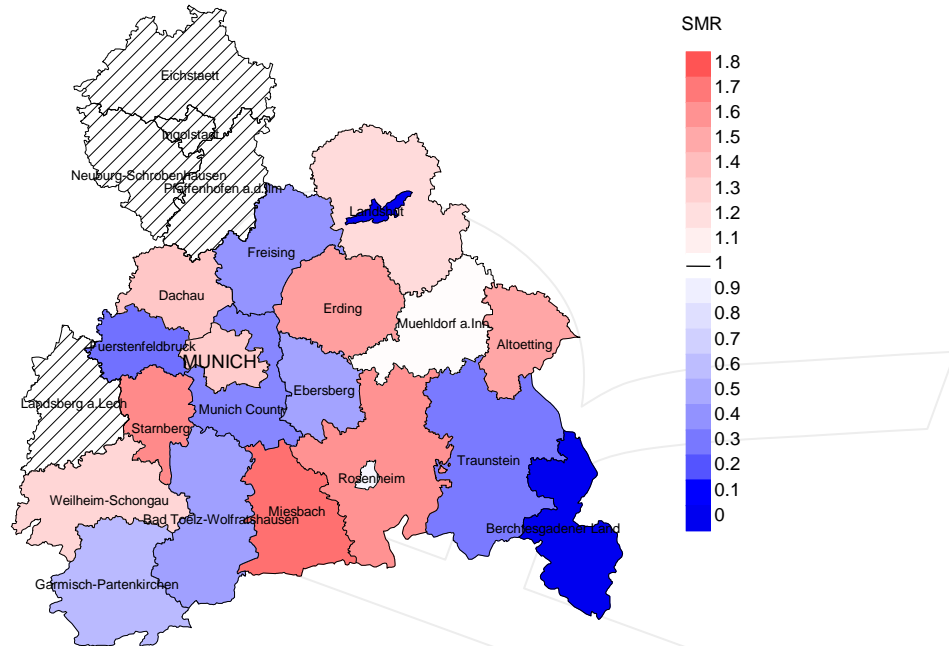 SMR
1.8
1.7
1.6
1.5
1.4
1.3
1.2
1.1
1
0.9
0.8
0.7
0.6
0.5
0.4
0.3
0.2
0.1
0
Eichstaett
Ingolstadt
Neuburg-Schrobenhausen
Pfaffenhofen a.d.Ilm
Landshut
Freising
Dachau
Erding
Muehldorf a.Inn
Altoetting
Fuerstenfeldbruck
MUNICH
Ebersberg
Landsberg a.Lech
Munich County
Starnberg
Traunstein
Rosenheim
Weilheim-Schongau
Miesbach
Bad Toelz-Wolfratshausen
Berchtesgadener Land
Garmisch-Partenkirchen